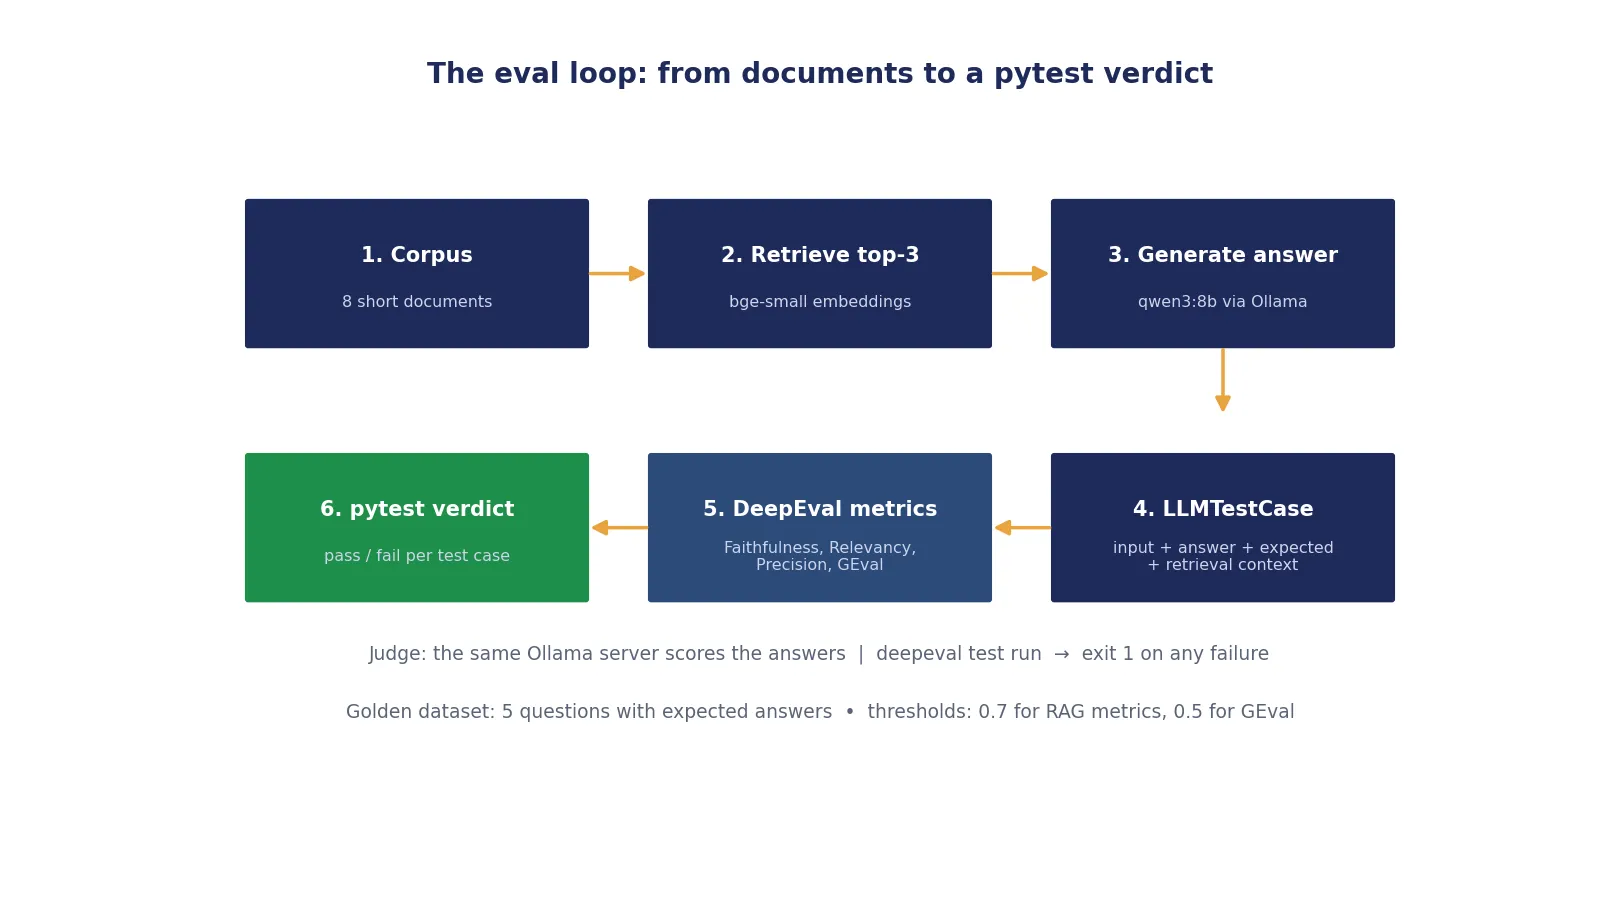 The eval loop: from documents to a pytest verdict
1. Corpus
8 short documents
2. Retrieve top-3
bge-small embeddings
3. Generate answer
qwen3:8b via Ollama
4. LLMTestCase
input + answer + expected
+ retrieval context
5. DeepEval metrics
Faithfulness, Relevancy,
Precision, GEval
6. pytest verdict
pass / fail per test case
Judge: the same Ollama server scores the answers | deepeval test run → exit 1 on any failure
Golden dataset: 5 questions with expected answers • thresholds: 0.7 for RAG metrics, 0.5 for GEval